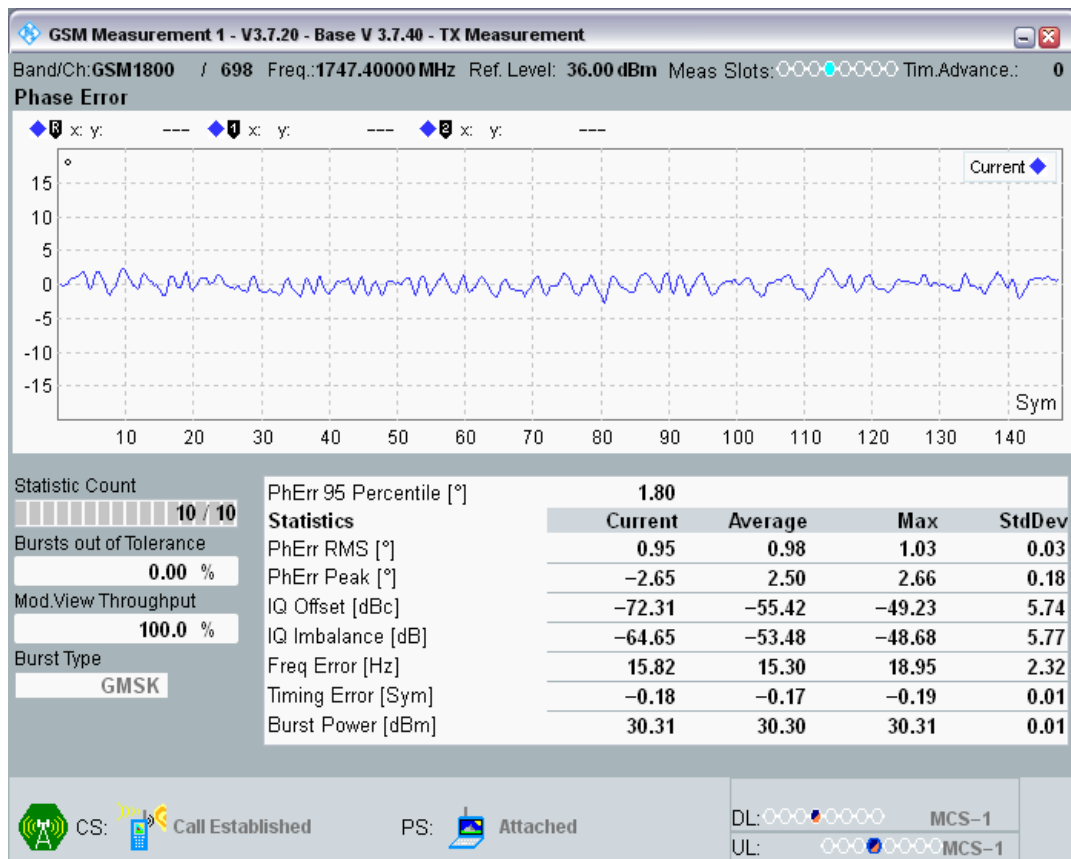 GSM Measurement 1 - V3.7.20 - Base V 3.7.40 - TX Measurement
Band/Ch:GSM1800 / 698 Freq.:1747.40000 MHz Ref. Level: 36.00 dBm Meas Slots: Tim.Advance.: 0
Phase Error
R x: y: --- 1 x: y: --- 2 x: y: ---
°
Current
15
10
5
0
-5
-10
-15
Sym
10 20 30 40 50 60 70 80 90 100 110 120 130 140
Statistic Count
10 / 10
Bursts out of Tolerance
0.00 %
Mod.View Throughput
100.0 %
Burst Type
GMSK
PhErr 95 Percentile [°] 1.80
Statistics Current Average Max StdDev
PhErr RMS [°] 0.95 0.98 1.03 0.03
PhErr Peak [°] −2.65 2.50 2.66 0.18
IQ Offset [dBc] −72.31 −55.42 −49.23 5.74
IQ Imbalance [dB] −64.65 −53.48 −48.68 5.77
Freq Error [Hz] 15.82 15.30 18.95 2.32
Timing Error [Sym] −0.18 −0.17 −0.19 0.01
Burst Power [dBm] 30.31 30.30 30.31 0.01
CS: Call Established PS: Attached
DL: MCS−1
UL: MCS−1